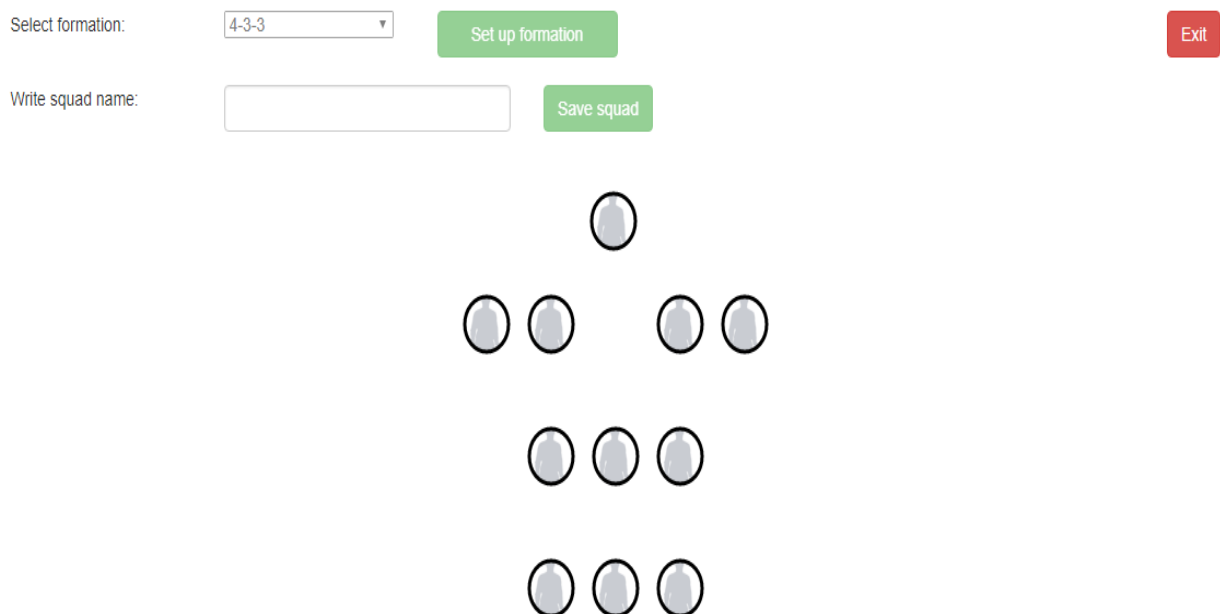 Select formation: 4-3-3 Set up formation Exit
Write squad name: Save squad